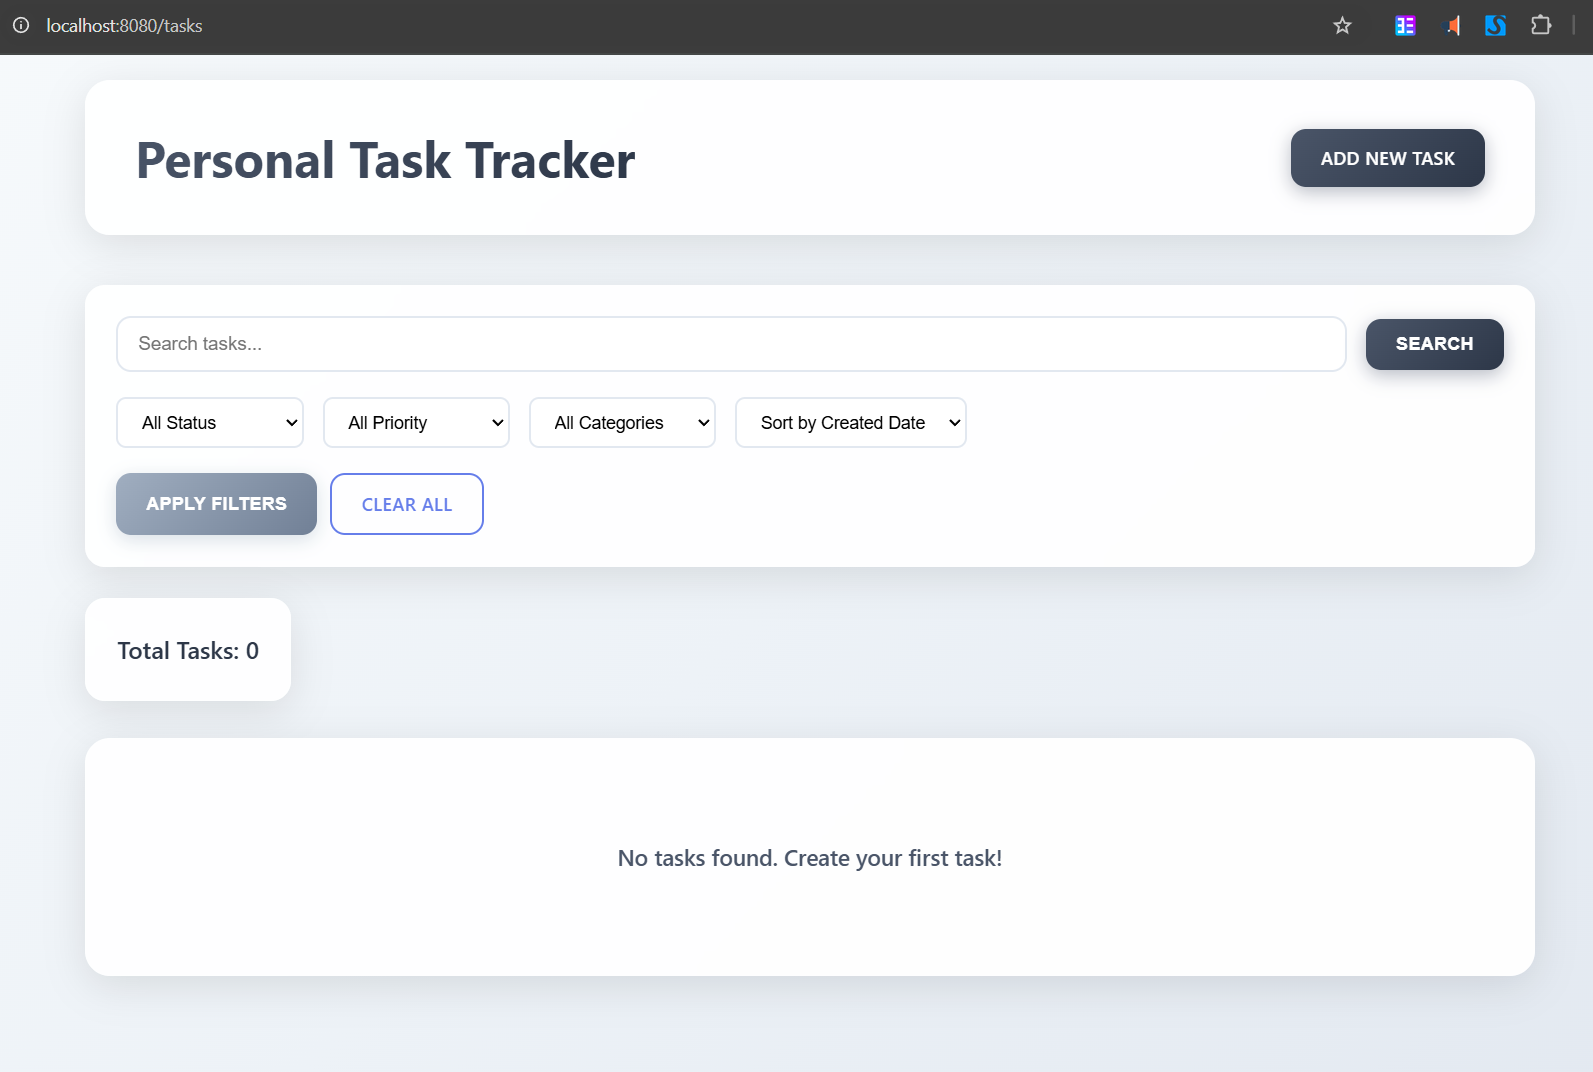 localhost:8080/tasks
Personal Task Tracker
ADD NEW TASK
Search tasks...
SEARCH
All Status
All Priority
All Categories
Sort by Created Date
APPLY FILTERS
CLEAR ALL
Total Tasks: 0
No tasks found. Create your first task!